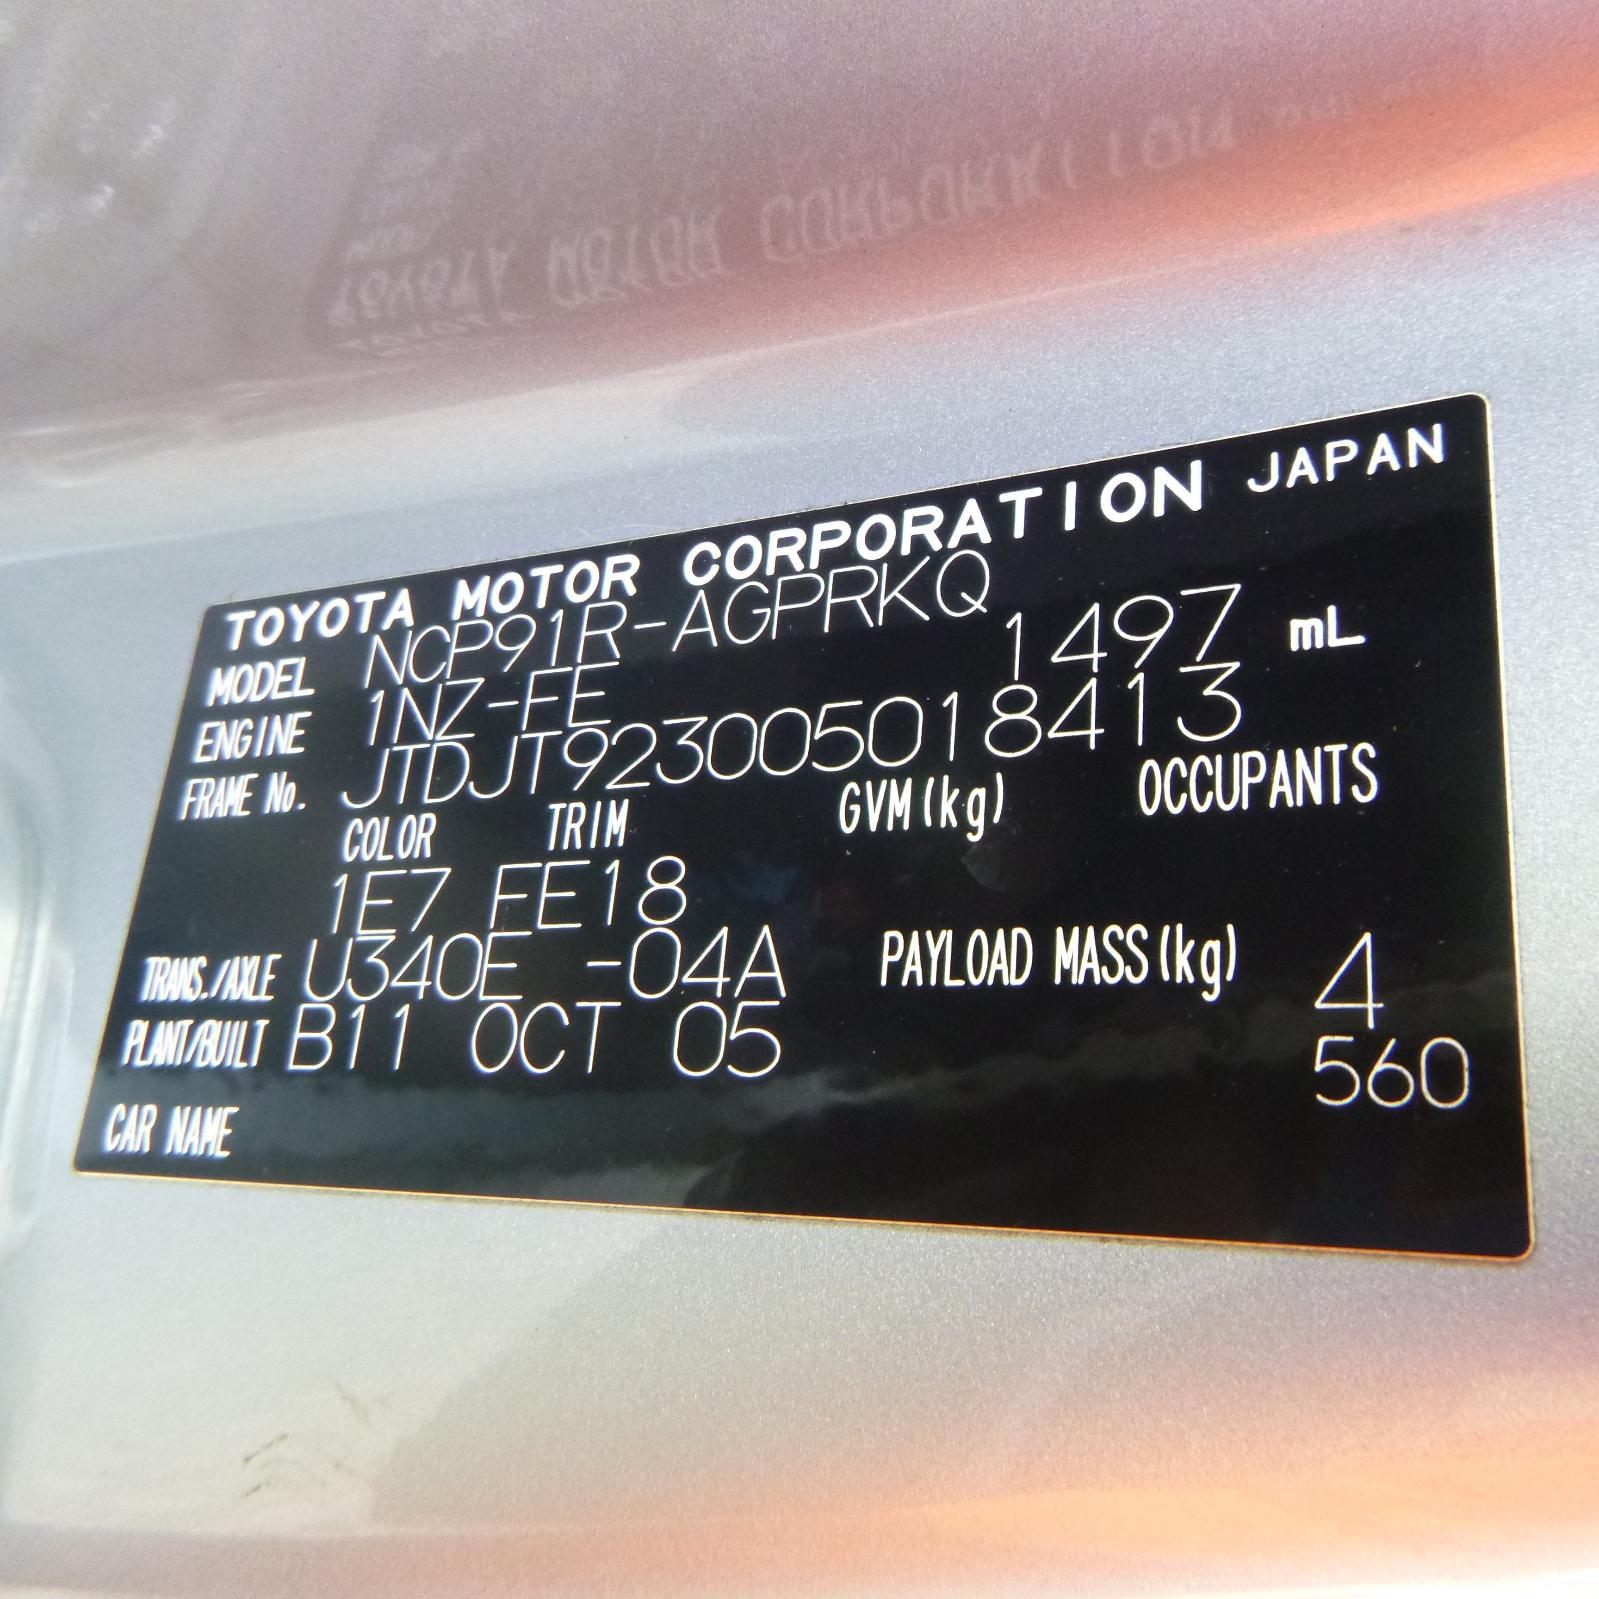 TOYOTA MOTOR CORPORATION JAPAN
MODEL NCP91R-AGPRKQ
ENGINE 1NZ-FE 1497 mL
FRAME No. JTDJT923005018413
COLOR TRIM GVM(kg) OCCUPANTS
1E7 FE18
TRANS./AXLE U340E -04A PAYLOAD MASS(kg) 4
PLANT/BUILT B11 OCT 05 560
CAR NAME